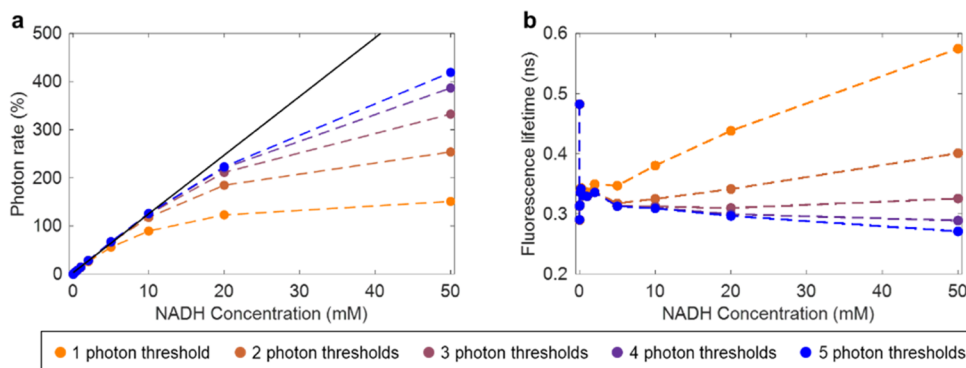 a
b
500
400
300
200
100
0
Photon rate (%)
0 10 20 30 40 50
NADH Concentration (mM)
0.6
0.5
0.4
0.3
0.2
Fluorescence lifetime (ns)
0 10 20 30 40 50
NADH Concentration (mM)
1 photon threshold 2 photon thresholds 3 photon thresholds 4 photon thresholds 5 photon thresholds